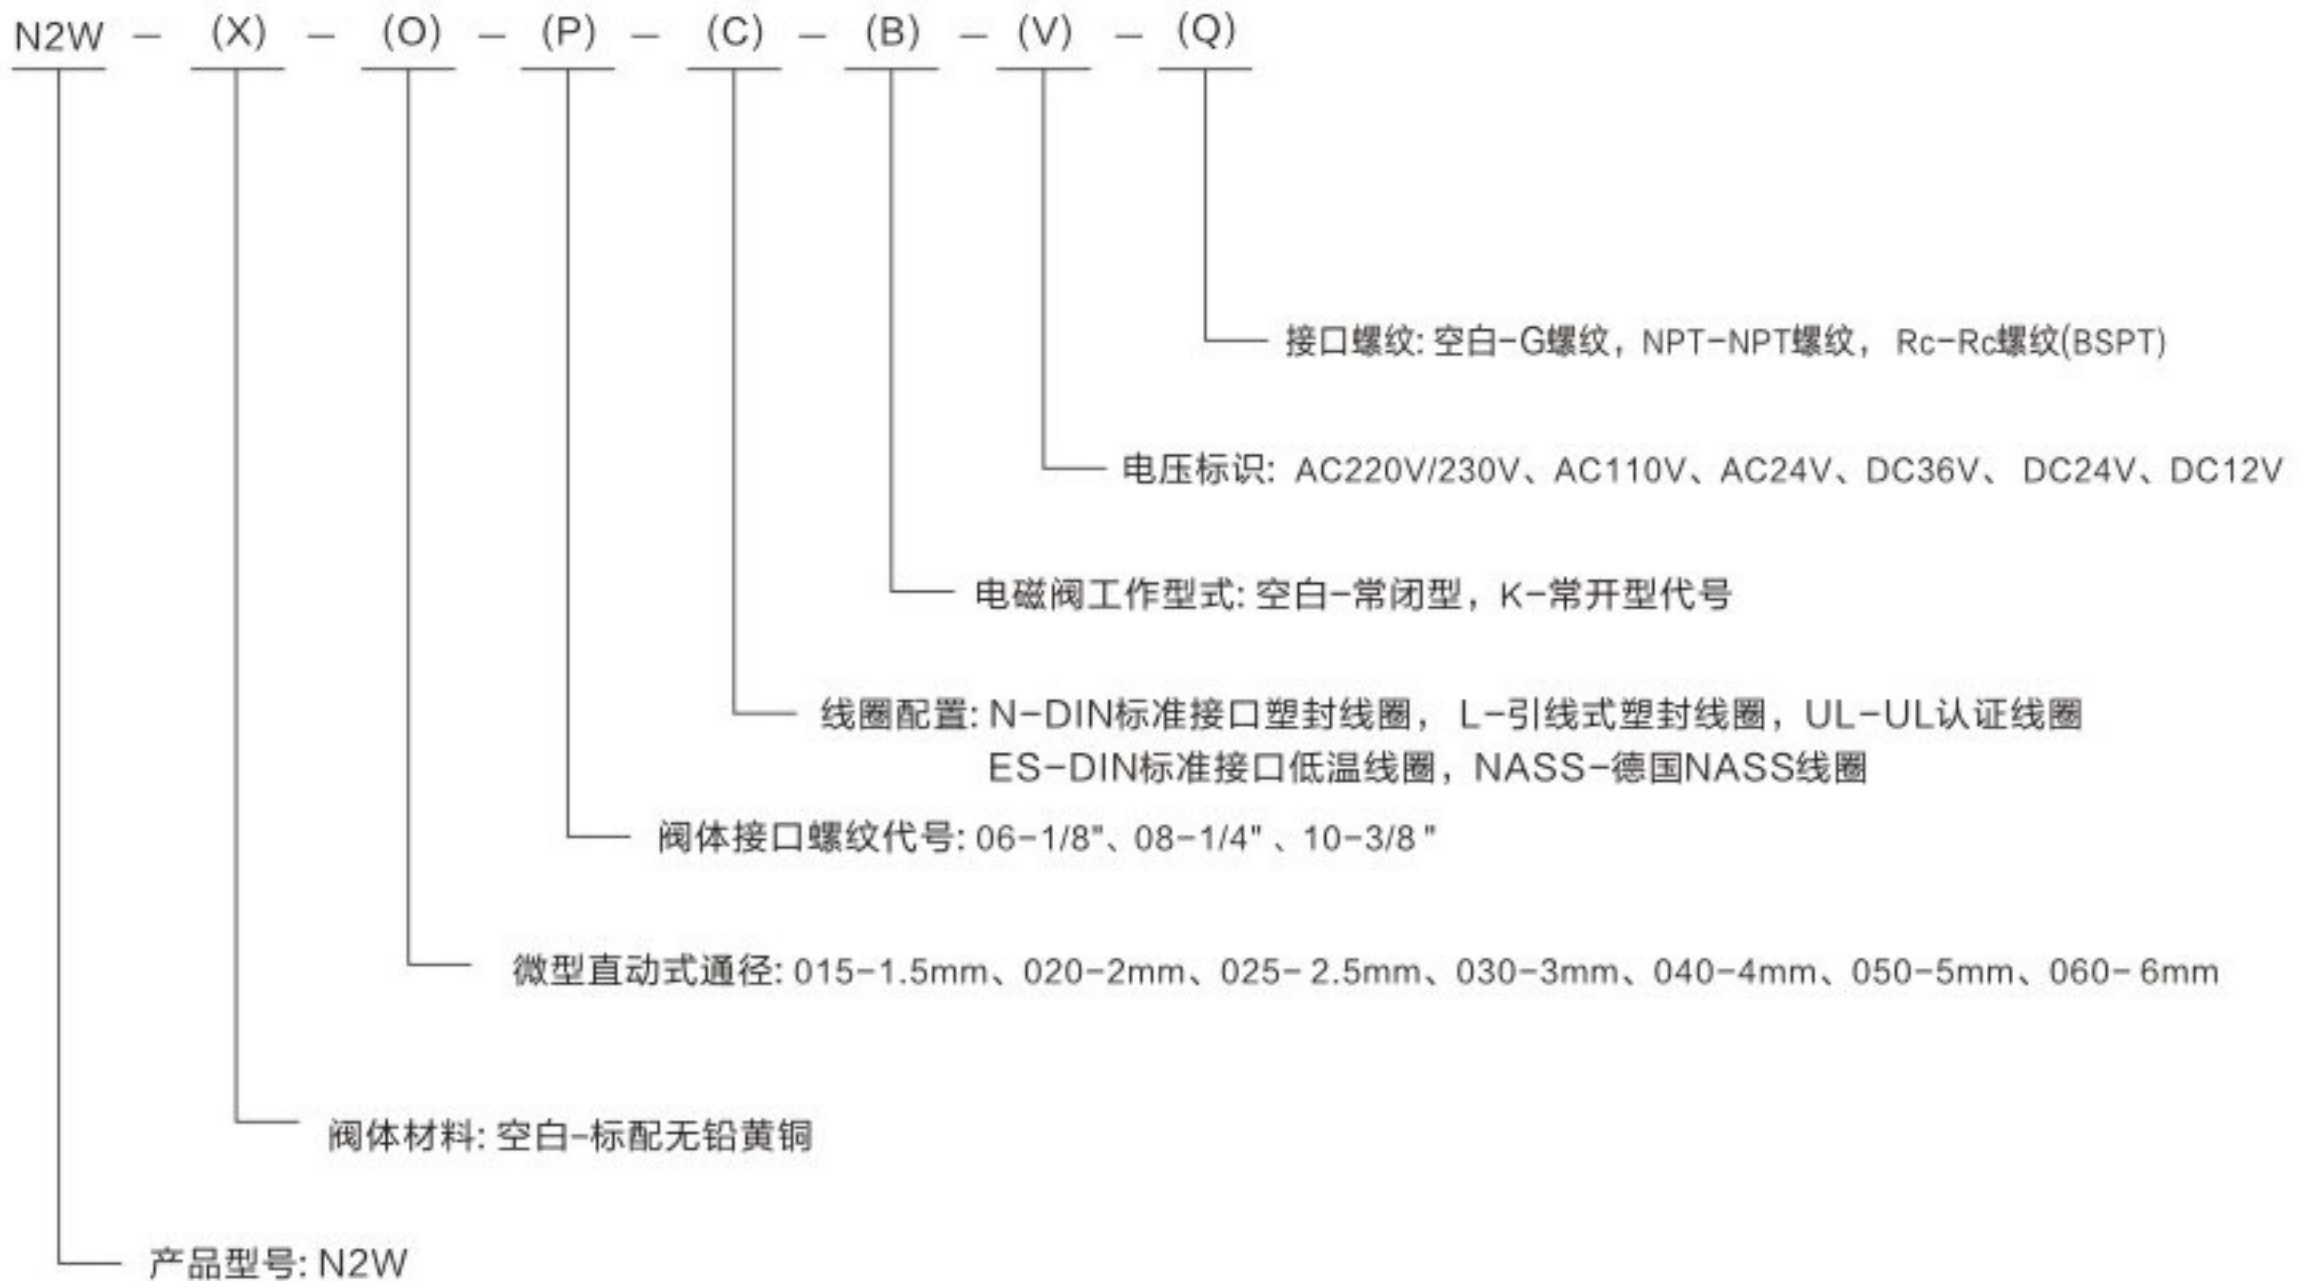 N2W – (X) – (O) – (P) – (C) – (B) – (V) – (Q)
接口螺纹: 空白-G螺纹，NPT-NPT螺纹， Rc-Rc螺纹(BSPT)
电压标识: AC220V/230V、AC110V、AC24V、DC36V、 DC24V、DC12V
电磁阀工作型式: 空白-常闭型，K-常开型代号
线圈配置: N-DIN标准接口塑封线圈， L-引线式塑封线圈，UL-UL认证线圈
ES-DIN标准接口低温线圈，NASS-德国NASS线圈
阀体接口螺纹代号: 06-1/8"、08-1/4" 、10-3/8 "
微型直动式通径: 015-1.5mm、020-2mm、025- 2.5mm、030-3mm、040-4mm、050-5mm、060- 6mm
阀体材料: 空白-标配无铅黄铜
产品型号: N2W